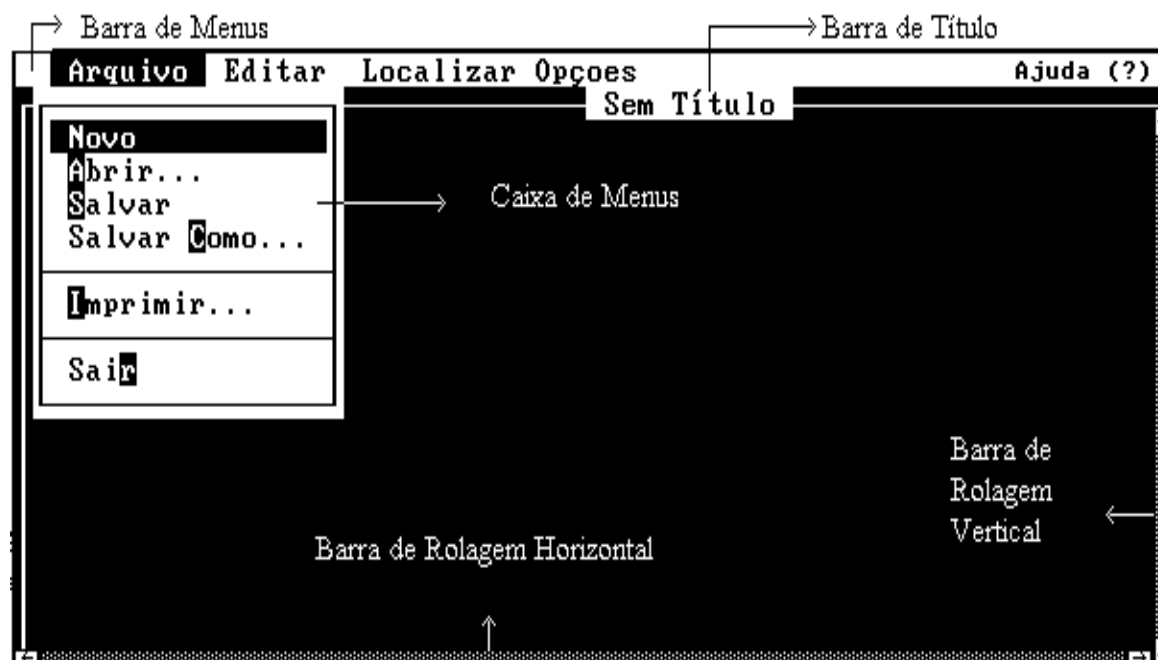 Barra de Menus
Barra de Título
Arquivo Editar Localizar Opçoes Ajuda (?)
Sem Título
Novo
Abrir...
Salvar
Salvar Como...
Imprimir...
Sair
Caixa de Menus
Barra de
Rolagem
Vertical
Barra de Rolagem Horizontal